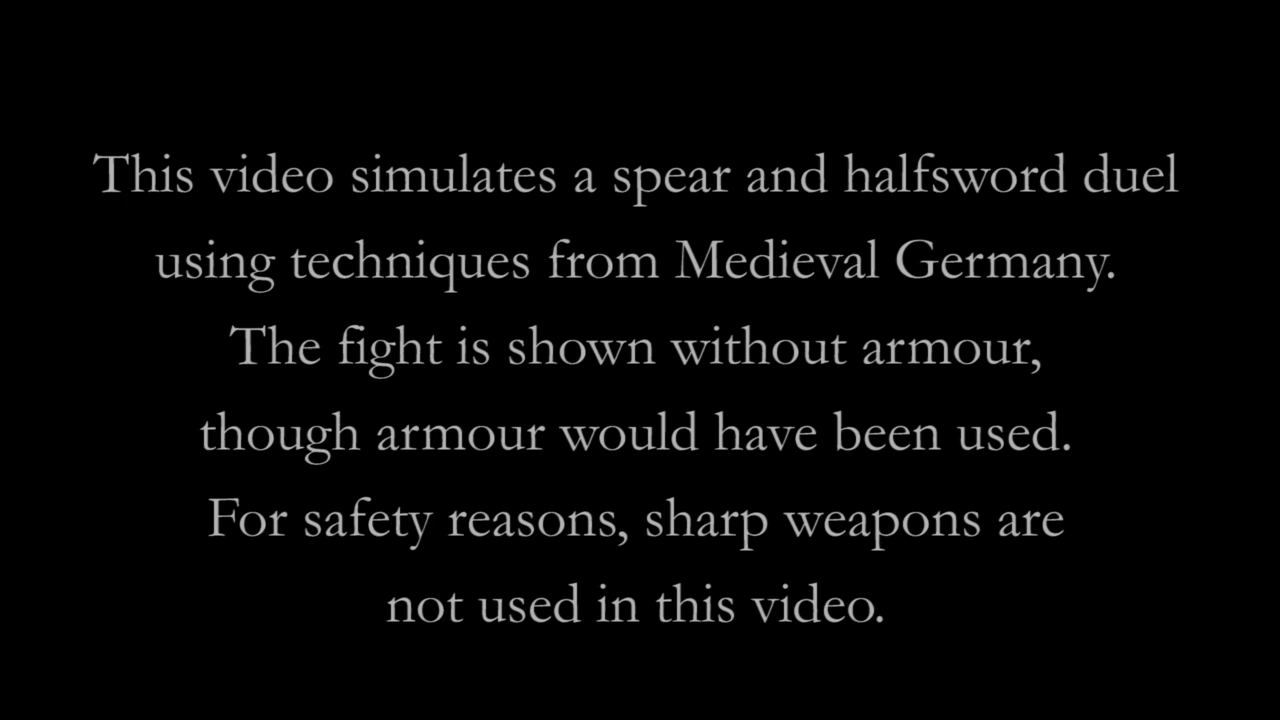 This video simulates a spear and halfsword duel
using techniques from Medieval Germany.
The fight is shown without armour,
though armour would have been used.
For safety reasons, sharp weapons are
not used in this video.